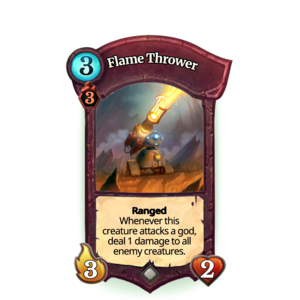 3
Flame Thrower
3
Ranged
Whenever this
creature attacks a god,
deal 1 damage to all
enemy creatures.
3
2